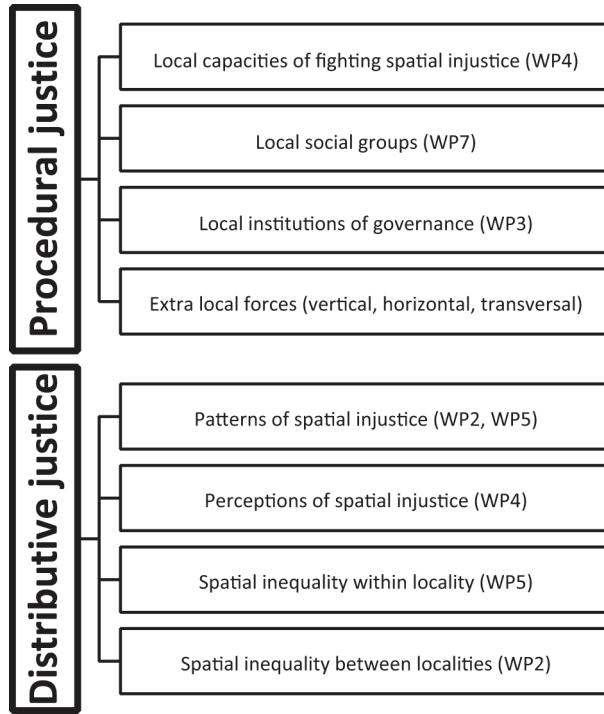 Procedural justice
Local capacities of fighting spatial injustice (WP4)
Local social groups (WP7)
Local institutions of governance (WP3)
Extra local forces (vertical, horizontal, transversal)
Distributive justice
Patterns of spatial injustice (WP2, WP5)
Perceptions of spatial injustice (WP4)
Spatial inequality within locality (WP5)
Spatial inequality between localities (WP2)